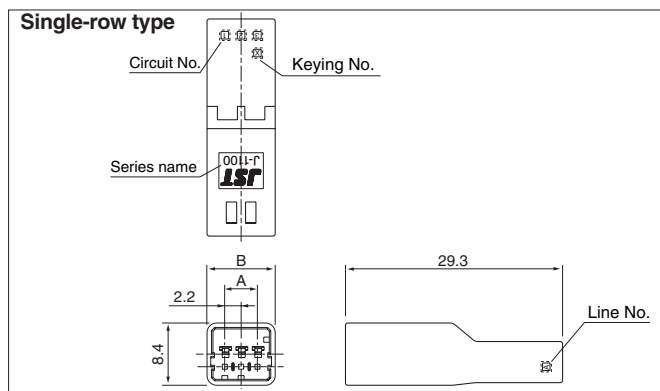 Single-row type
Circuit No.
Keying No.
Series name
J-1100
JST
B
A
2.2
8.4
29.3
Line No.